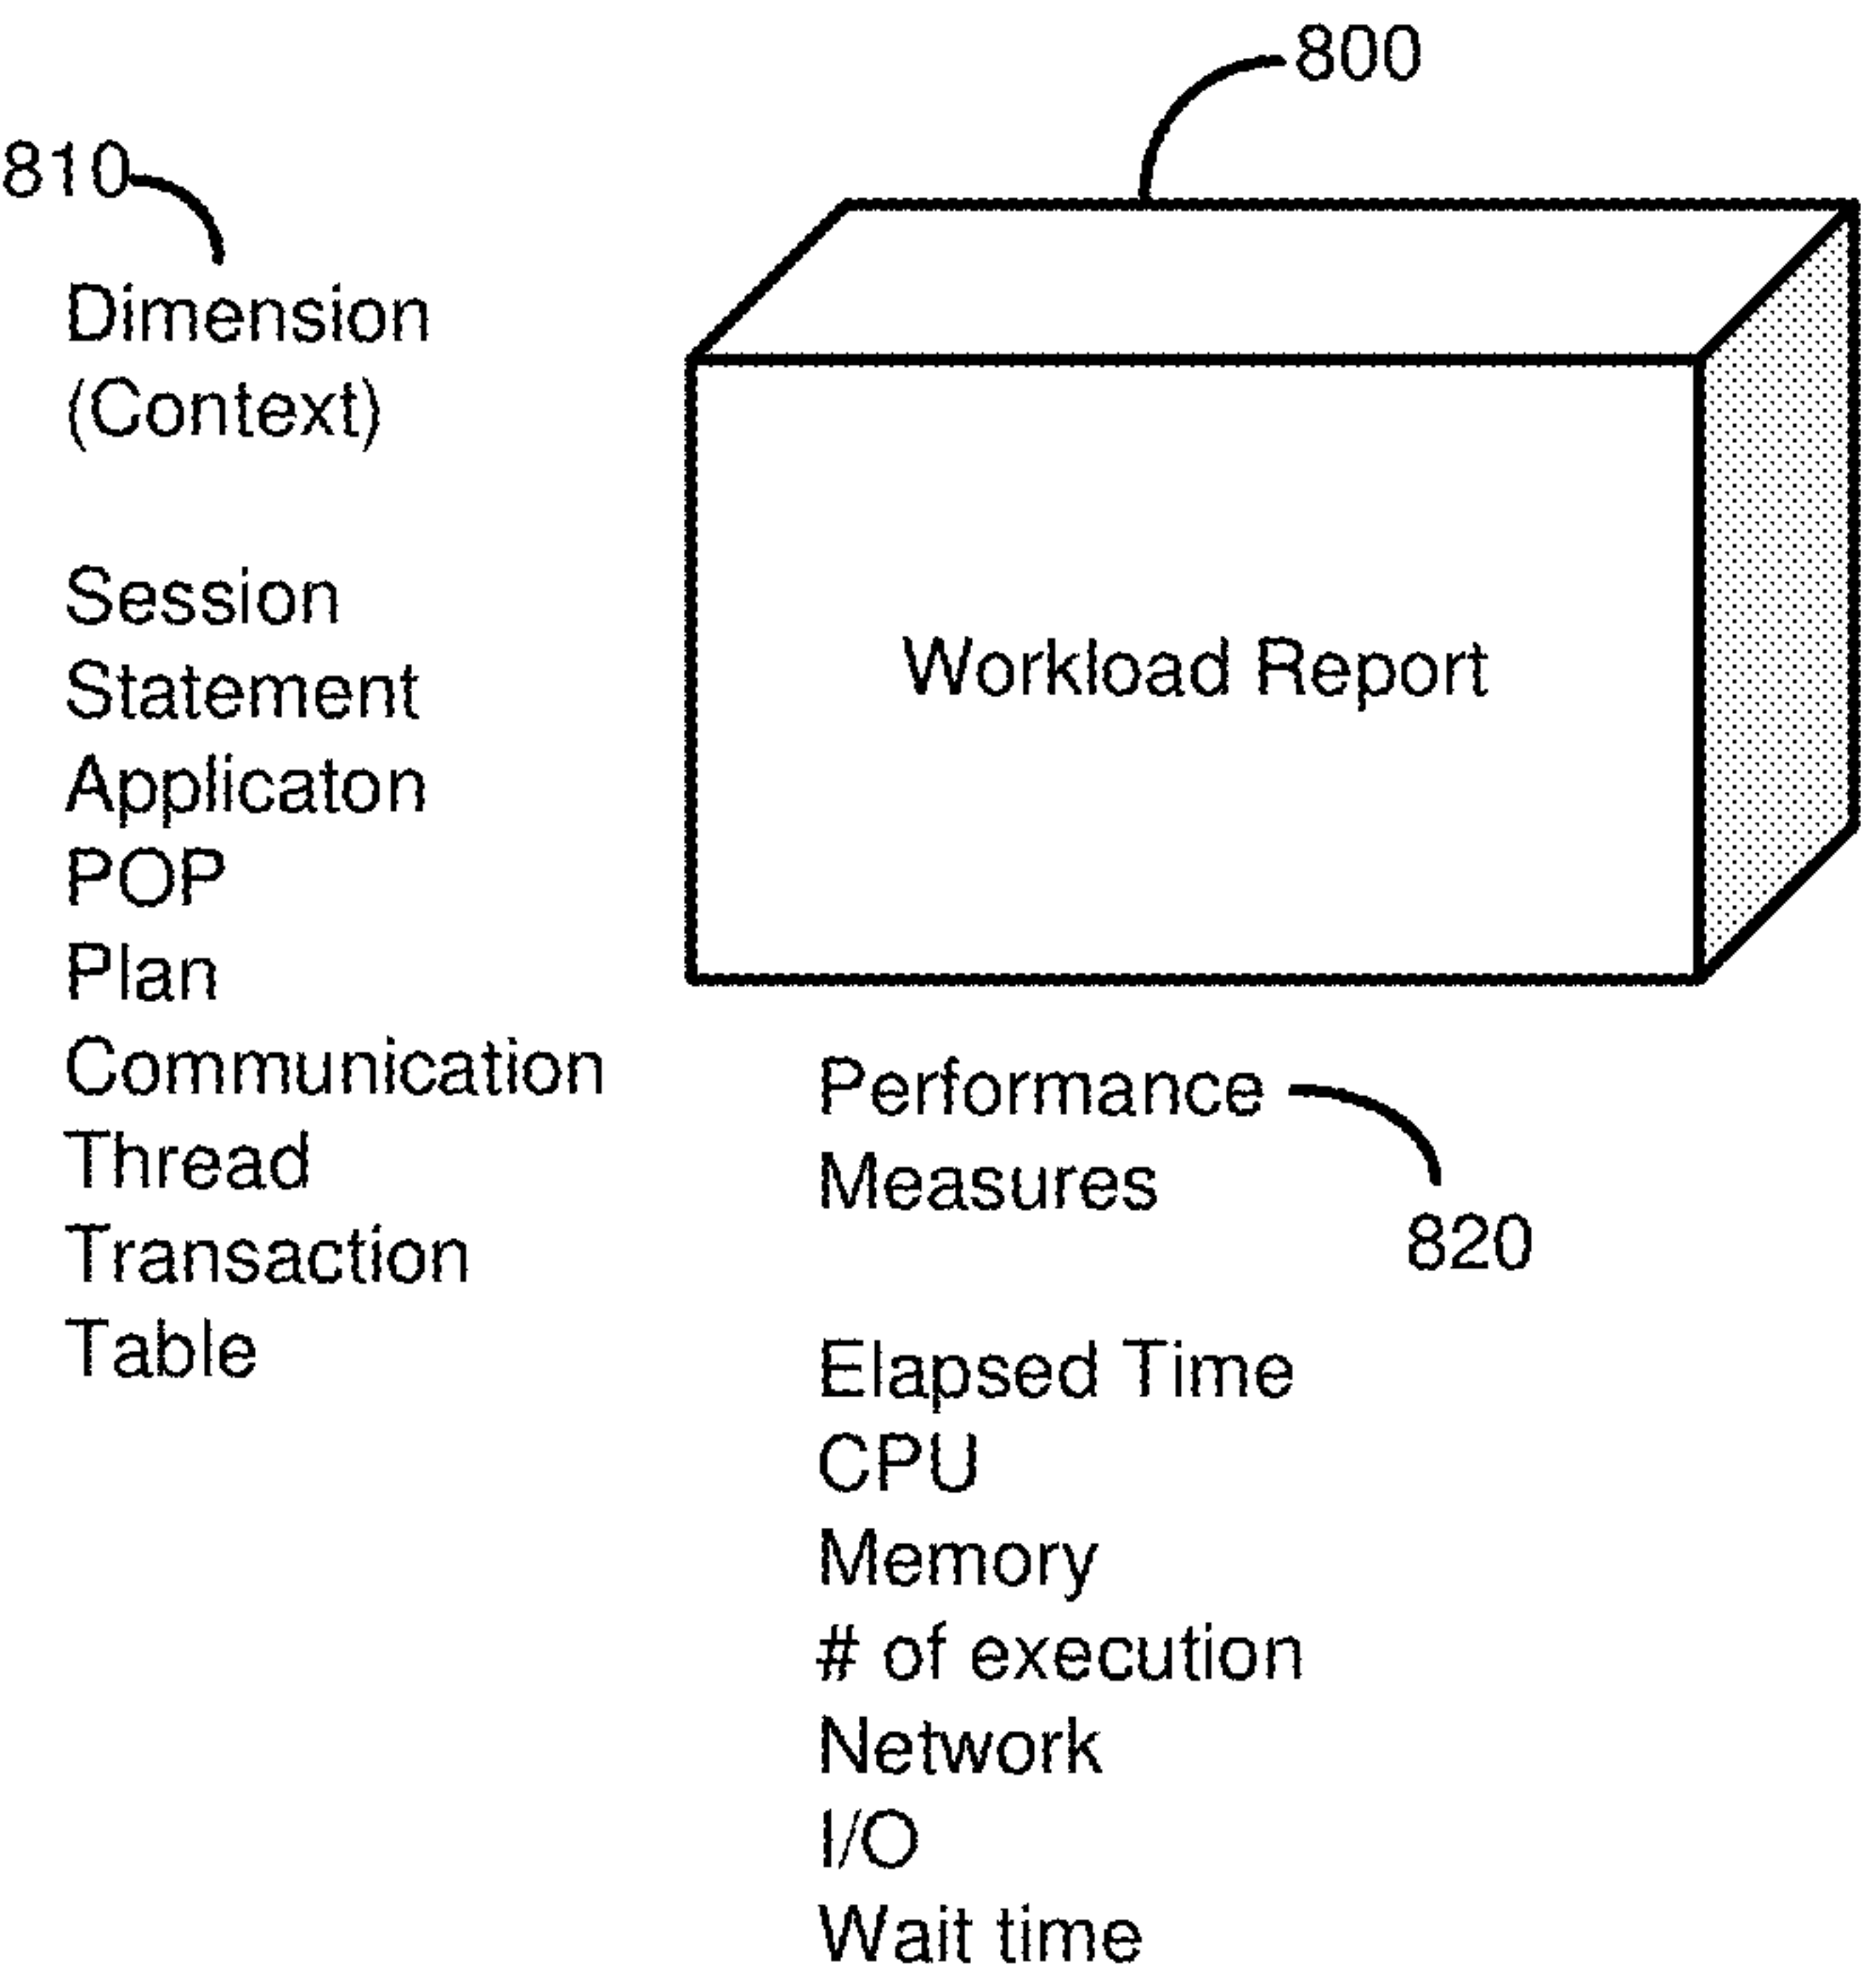 800
810
Dimension
(Context)
Session
Statement
Applicaton
POP
Plan
Communication
Thread
Transaction
Table
Workload Report
Performance
Measures
820
Elapsed Time
CPU
Memory
# of execution
Network
I/O
Wait time